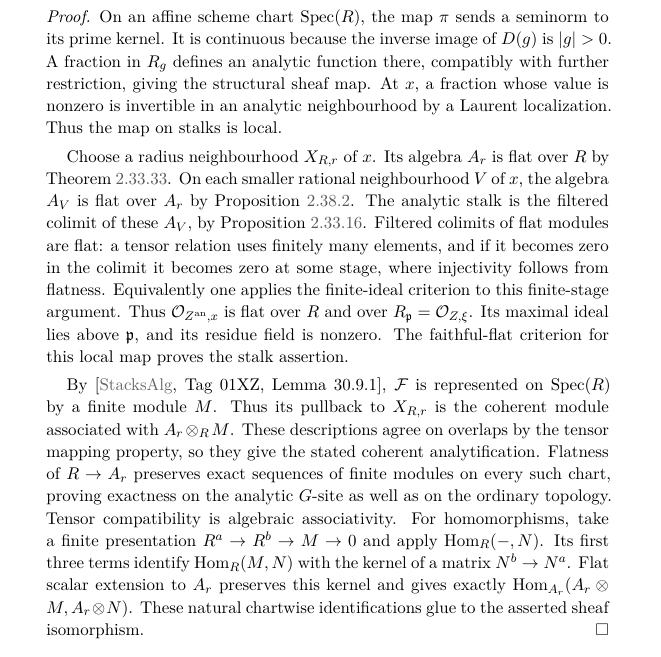 Proof. On an affine scheme chart Spec(R), the map π sends a seminorm to
its prime kernel. It is continuous because the inverse image of D(g) is |g| > 0.
A fraction in R_g defines an analytic function there, compatibly with further
restriction, giving the structural sheaf map. At x, a fraction whose value is
nonzero is invertible in an analytic neighbourhood by a Laurent localization.
Thus the map on stalks is local.
Choose a radius neighbourhood X_{R,r} of x. Its algebra A_r is flat over R by
Theorem 2.33.33. On each smaller rational neighbourhood V of x, the algebra
A_V is flat over A_r by Proposition 2.38.2. The analytic stalk is the filtered
colimit of these A_V, by Proposition 2.33.16. Filtered colimits of flat modules
are flat: a tensor relation uses finitely many elements, and if it becomes zero
in the colimit it becomes zero at some stage, where injectivity follows from
flatness. Equivalently one applies the finite-ideal criterion to this finite-stage
argument. Thus 𝒪_{Z^{an},x} is flat over R and over R_𝔭 = 𝒪_{Z,ξ}. Its maximal ideal
lies above 𝔭, and its residue field is nonzero. The faithful-flat criterion for
this local map proves the stalk assertion.
By [StacksAlg, Tag 01XZ, Lemma 30.9.1], ℱ is represented on Spec(R)
by a finite module M. Thus its pullback to X_{R,r} is the coherent module
associated with A_r ⊗_R M. These descriptions agree on overlaps by the tensor
mapping property, so they give the stated coherent analytification. Flatness
of R → A_r preserves exact sequences of finite modules on every such chart,
proving exactness on the analytic G-site as well as on the ordinary topology.
Tensor compatibility is algebraic associativity. For homomorphisms, take
a finite presentation R^a → R^b → M → 0 and apply Hom_R(−, N). Its first
three terms identify Hom_R(M, N) with the kernel of a matrix N^b → N^a. Flat
scalar extension to A_r preserves this kernel and gives exactly Hom_{A_r}(A_r ⊗
M, A_r ⊗ N). These natural chartwise identifications glue to the asserted sheaf
isomorphism. □